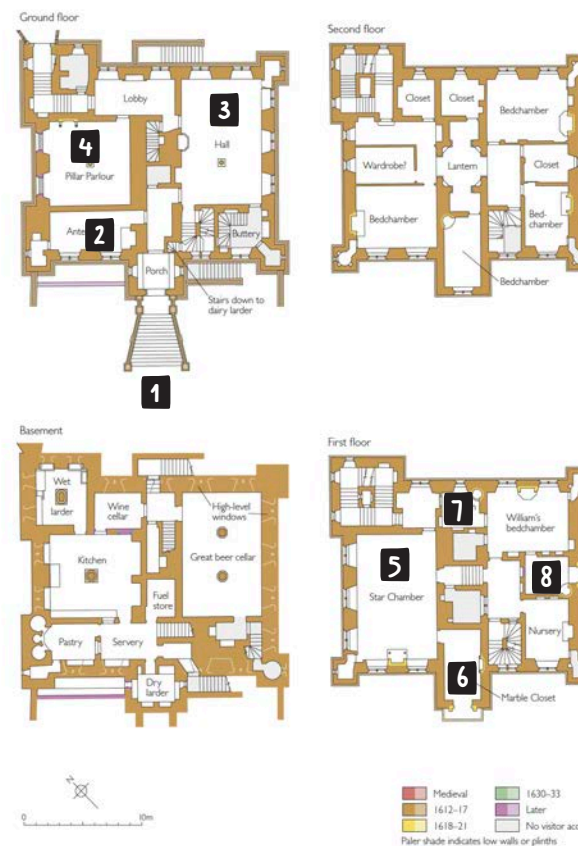 Ground floor
Lobby
3
Hall
4
Pillar Parlour
Ante
2
Buttery
Porch
Stairs down to
dairy larder
1
Second floor
Closet
Closet
Bedchamber
Wardrobe?
Lantern
Closet
Bedchamber
Bed-
chamber
Bedchamber
Basement
Wet
larder
Wine
cellar
High-level
windows
Kitchen
Great beer cellar
Fuel
store
Pastry
Servery
Dry
larder
First floor
7
William's
bedchamber
5
Star Chamber
8
Nursery
6
Marble Closet
N
0
10m
Medieval
1612–17
1618–21
1630–33
Later
No visitor acc
Paler shade indicates low walls or plinths